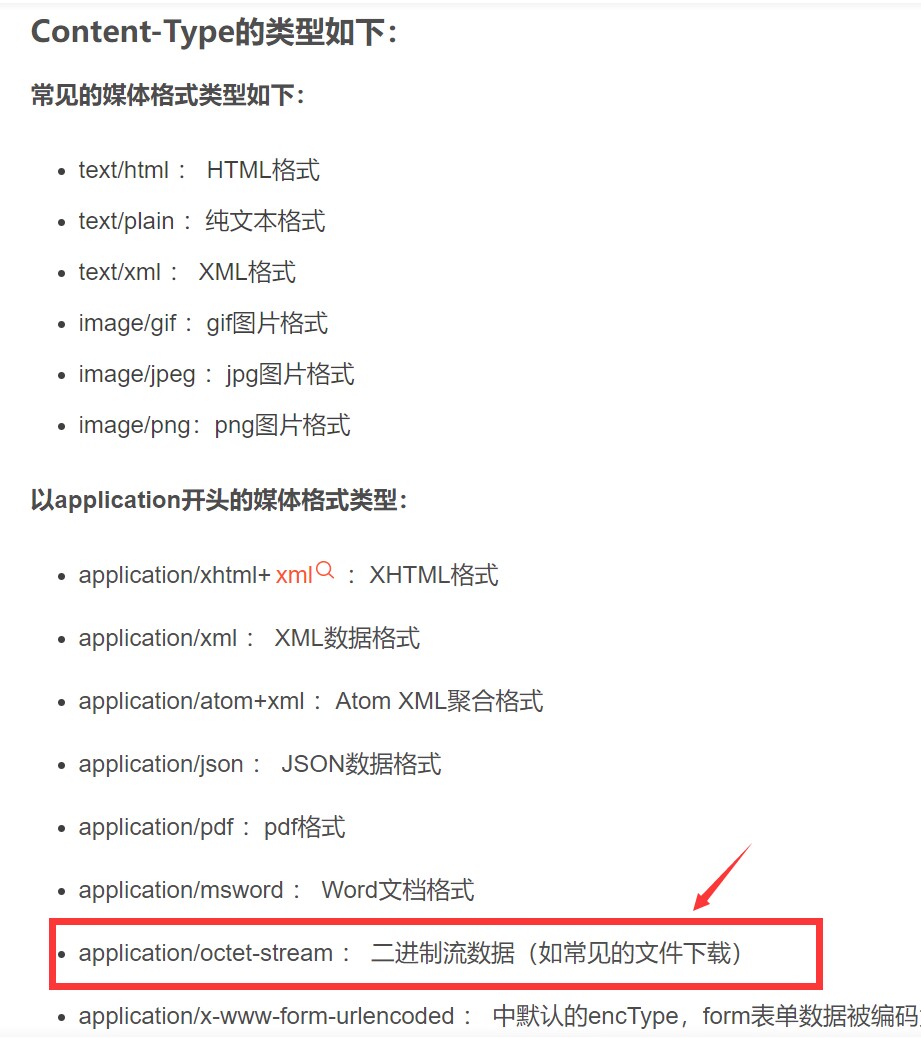 Content-Type的类型如下：
常见的媒体格式类型如下：
text/html ： HTML格式
text/plain ：纯文本格式
text/xml ： XML格式
image/gif ：gif图片格式
image/jpeg ：jpg图片格式
image/png：png图片格式
以application开头的媒体格式类型：
application/xhtml+xml ：XHTML格式
application/xml ： XML数据格式
application/atom+xml ：Atom XML聚合格式
application/json ： JSON数据格式
application/pdf ：pdf格式
application/msword ： Word文档格式
application/octet-stream ： 二进制流数据（如常见的文件下载）
application/x-www-form-urlencoded ： 中默认的encType，form表单数据被编码